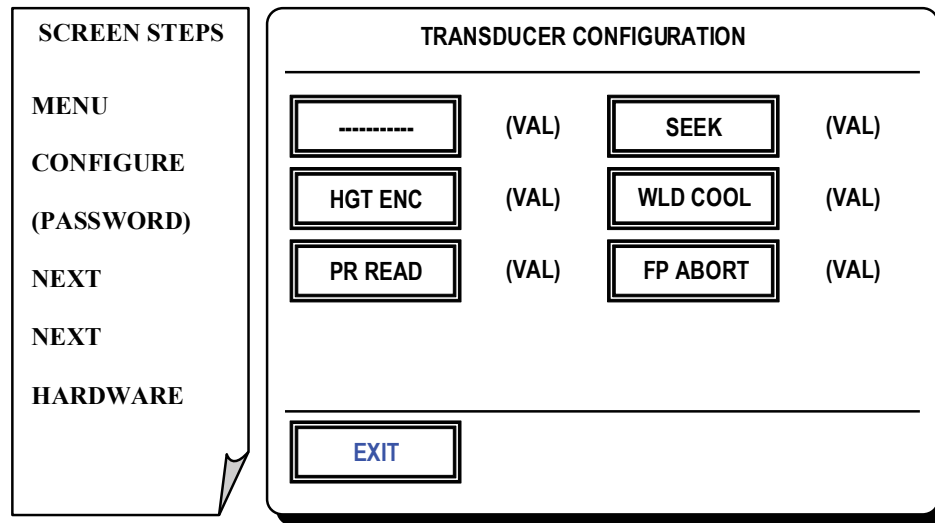 SCREEN STEPS
MENU
CONFIGURE
(PASSWORD)
NEXT
NEXT
HARDWARE
TRANSDUCER CONFIGURATION
----------- (VAL) SEEK (VAL)
HGT ENC (VAL) WLD COOL (VAL)
PR READ (VAL) FP ABORT (VAL)
EXIT